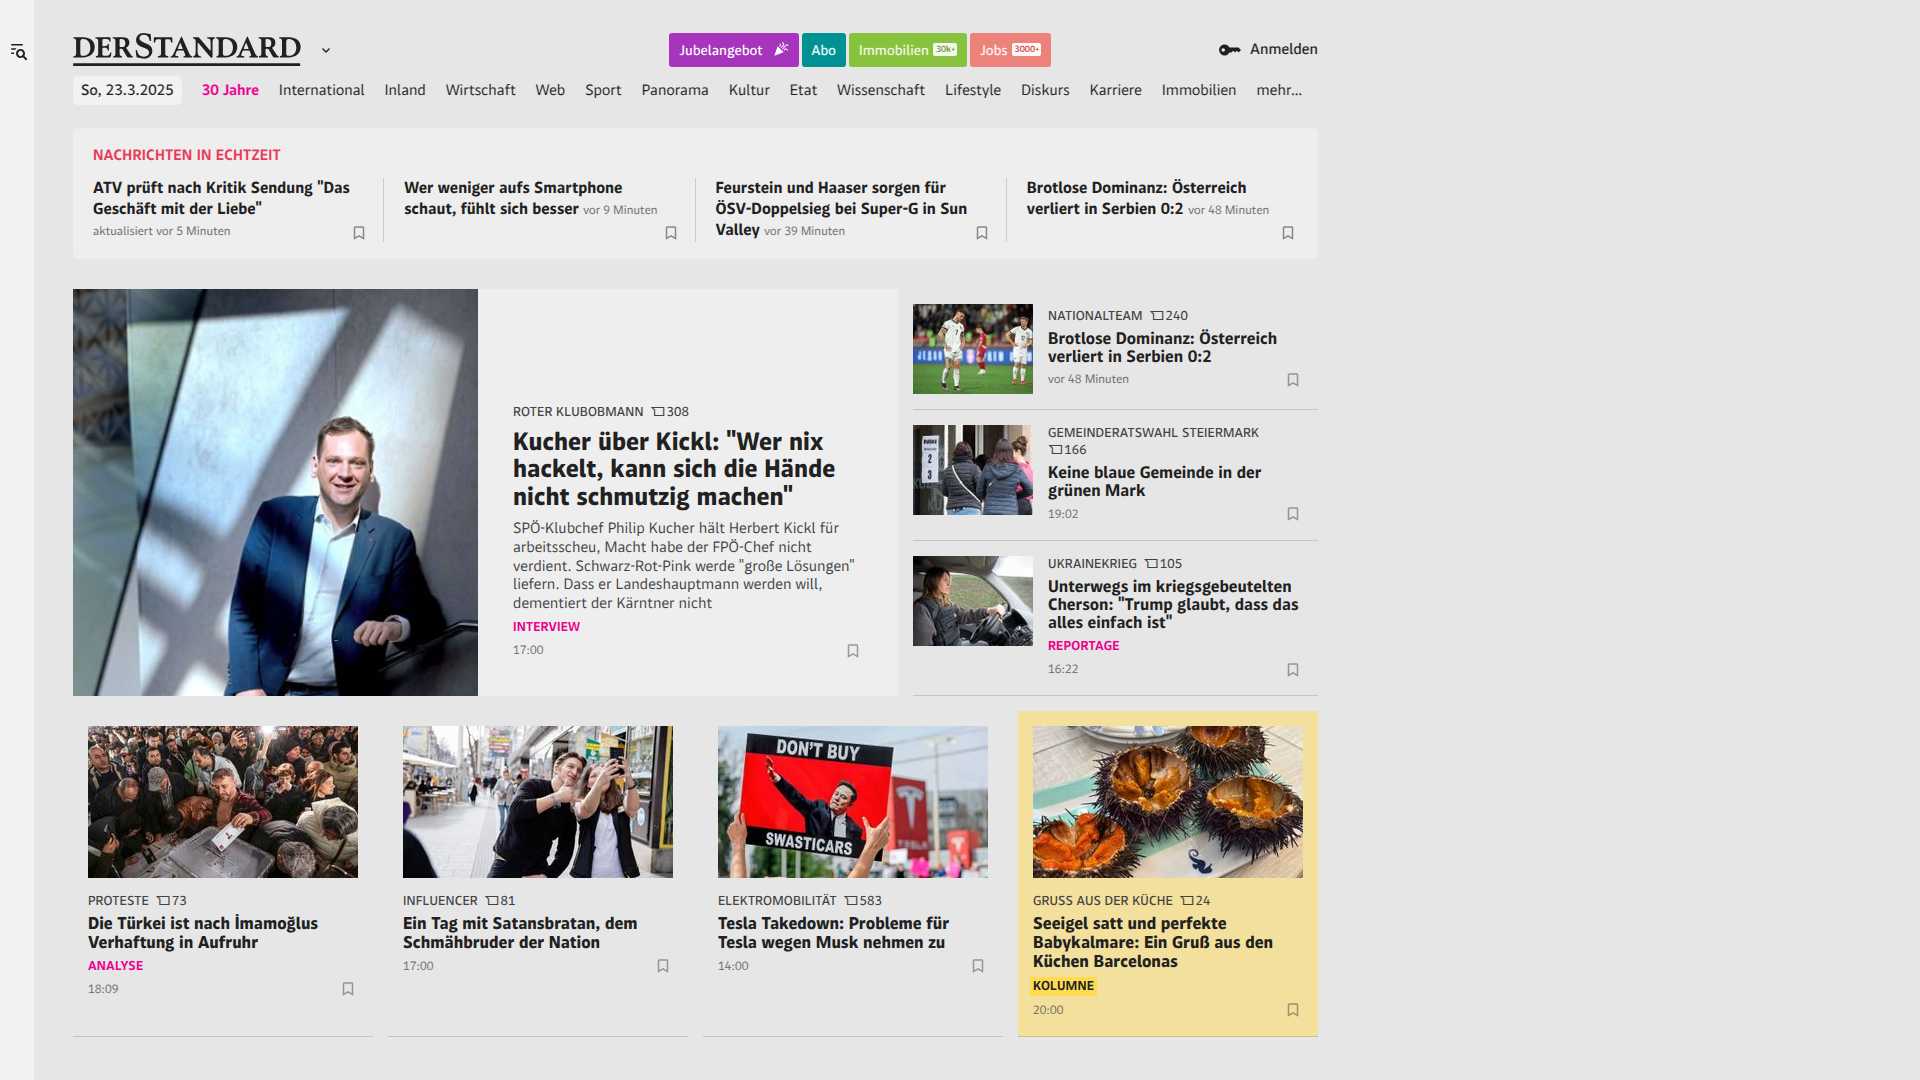 DERSTANDARD
Jubelangebot
Abo
Immobilien 30k+
Jobs 3000+
Anmelden
So, 23.3.2025
30 Jahre
International
Inland
Wirtschaft
Web
Sport
Panorama
Kultur
Etat
Wissenschaft
Lifestyle
Diskurs
Karriere
Immobilien
mehr...
NACHRICHTEN IN ECHTZEIT
ATV prüft nach Kritik Sendung "Das
Geschäft mit der Liebe"
aktualisiert vor 5 Minuten
Wer weniger aufs Smartphone
schaut, fühlt sich besser vor 9 Minuten
Feurstein und Haaser sorgen für
ÖSV-Doppelsieg bei Super-G in Sun
Valley vor 39 Minuten
Brotlose Dominanz: Österreich
verliert in Serbien 0:2 vor 48 Minuten
ROTER KLUBOBMANN 308
Kucher über Kickl: "Wer nix
hackelt, kann sich die Hände
nicht schmutzig machen"
SPÖ-Klubchef Philip Kucher hält Herbert Kickl für
arbeitsscheu, Macht habe der FPÖ-Chef nicht
verdient. Schwarz-Rot-Pink werde "große Lösungen"
liefern. Dass er Landeshauptmann werden will,
dementiert der Kärntner nicht
INTERVIEW
17:00
NATIONALTEAM 240
Brotlose Dominanz: Österreich
verliert in Serbien 0:2
vor 48 Minuten
2
3
GEMEINDERATSWAHL STEIERMARK
166
Keine blaue Gemeinde in der
grünen Mark
19:02
UKRAINEKRIEG 105
Unterwegs im kriegsgebeutelten
Cherson: "Trump glaubt, dass das
alles einfach ist"
REPORTAGE
16:22
PROTESTE 73
Die Türkei ist nach İmamoğlus
Verhaftung in Aufruhr
ANALYSE
18:09
INFLUENCER 81
Ein Tag mit Satansbratan, dem
Schmähbruder der Nation
17:00
DON'T BUY
SWASTICARS
TESLA
ELEKTROMOBILITÄT 583
Tesla Takedown: Probleme für
Tesla wegen Musk nehmen zu
14:00
GRUSS AUS DER KÜCHE 24
Seeigel satt und perfekte
Babykalmare: Ein Gruß aus den
Küchen Barcelonas
KOLUMNE
20:00